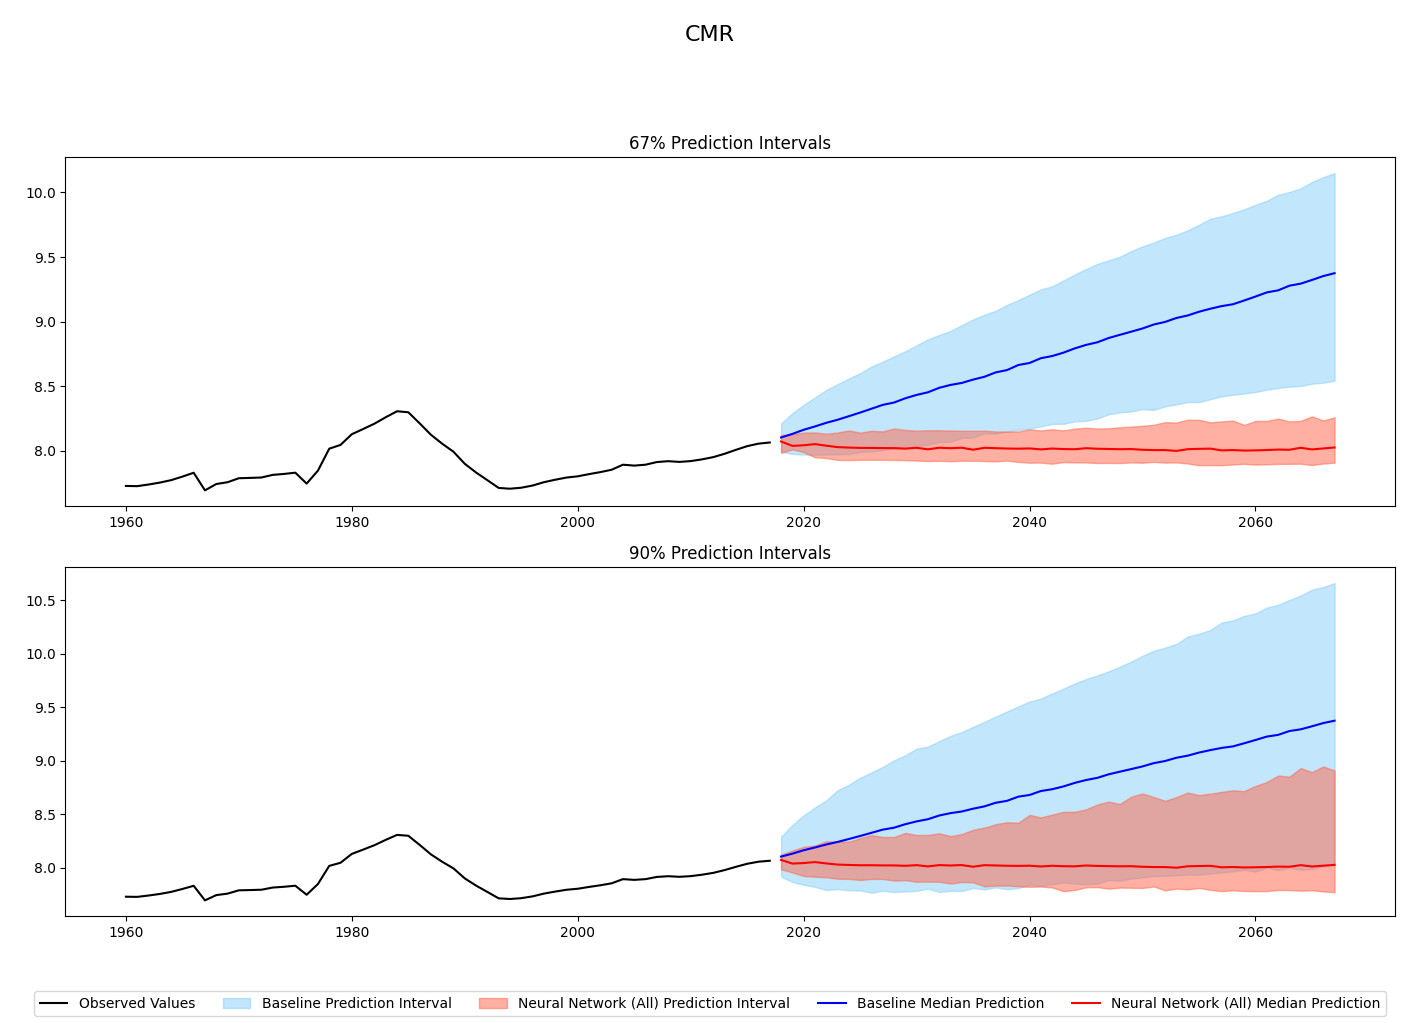 CMR
67% Prediction Intervals
10.0
9.5
9.0
8.5
8.0
1960 1980 2000 2020 2040 2060
90% Prediction Intervals
10.5
10.0
9.5
9.0
8.5
8.0
1960 1980 2000 2020 2040 2060
Observed Values Baseline Prediction Interval Neural Network (All) Prediction Interval Baseline Median Prediction Neural Network (All) Median Prediction